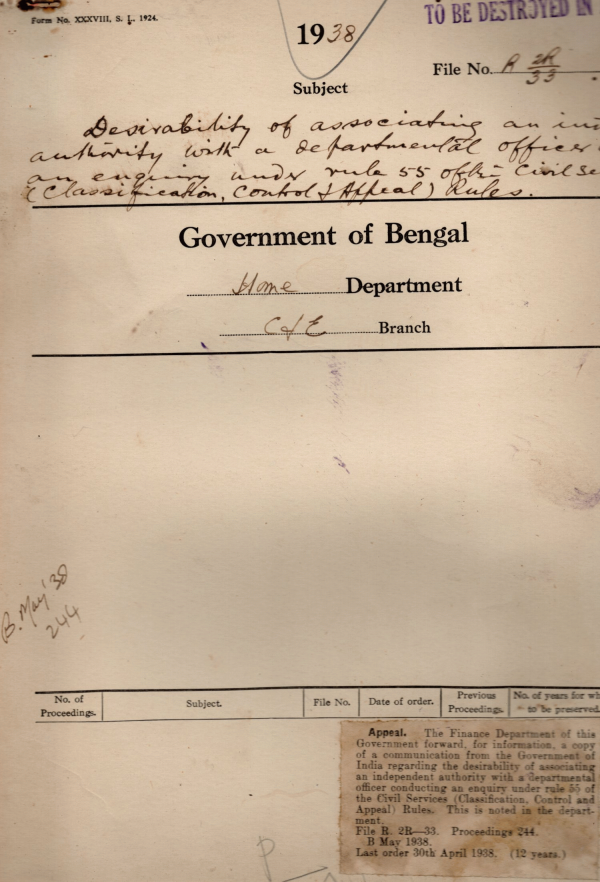 Form No. XXXVIII, S. L. 1924.
TO BE DESTROYED IN
1938
File No. R 2R/33
Subject
Desirability of associating an ind
authority with a departmental officer
an enquiry under rule 55 of the Civil Se
(Classification, Control & Appeal) Rules.
Government of Bengal
Home Department
C & E Branch
B. May '38
244
No. of Proceedings.
Subject.
File No.
Date of order.
Previous Proceedings.
No. of years for wh
to be preserved.
Appeal. The Finance Department of this
Government forward, for information, a copy
of a communication from the Government of
India regarding the desirability of associating
an independent authority with a departmental
officer conducting an enquiry under rule 55 of
the Civil Services (Classification, Control and
Appeal) Rules. This is noted in the depart-
ment.
File R. 2R—33. Proceedings 244.
B May 1938.
Last order 30th April 1938. (12 years.)
P